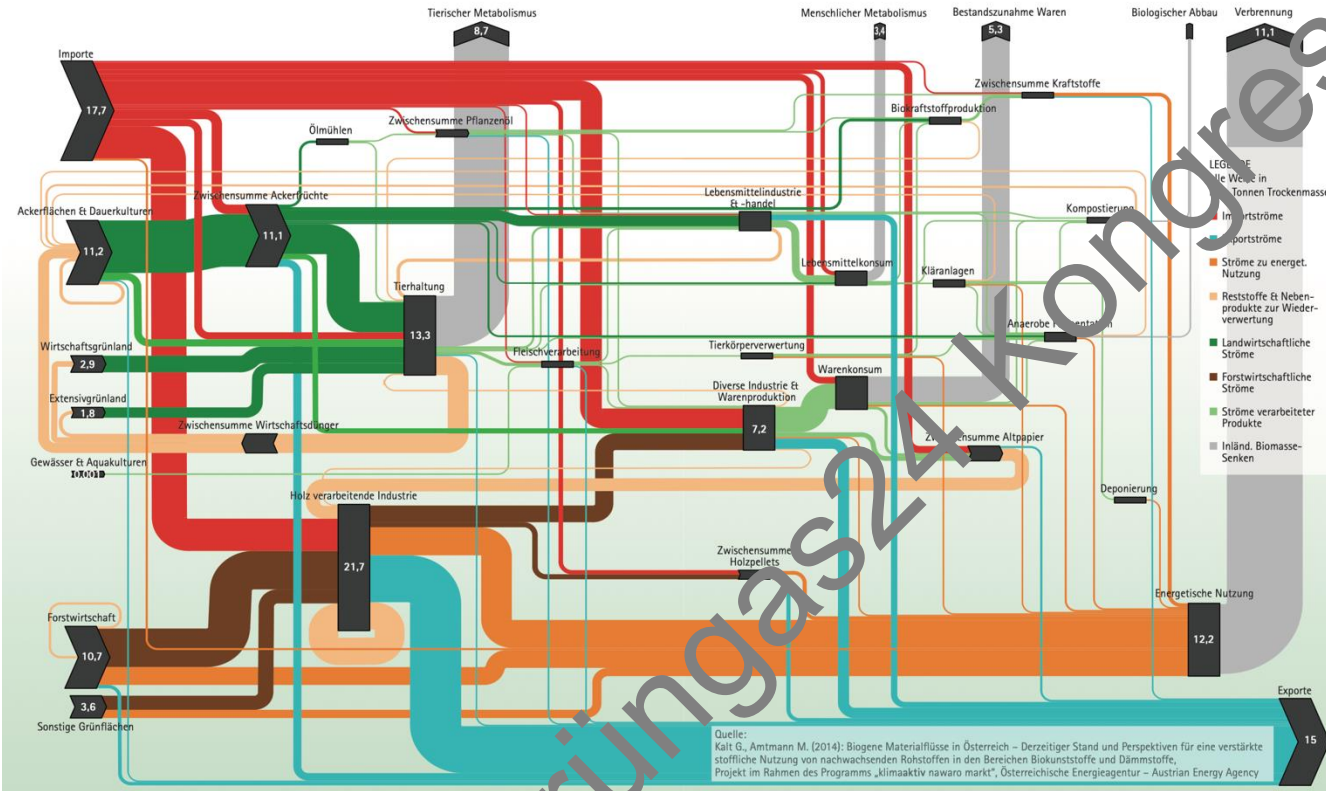 Tierischer Metabolismus
8,7
Menschlicher Metabolismus
3,4
Bestandszunahme Waren
5,3
Biologischer Abbau
Verbrennung
11,1
Importe
17,7
Zwischensumme Kraftstoffe
Biokraftstoffproduktion
Ölmühlen
Zwischensumme Pflanzenöl
LEGENDE
Tonnen Trockenmasse
Importströme
Ströme zu energet.
Nutzung
Reststoffe & Neben-
produkte zur Wieder-
verwertung
Landwirtschaftliche
Ströme
Forstwirtschaftliche
Ströme
Ströme verarbeiteter
Produkte
Inländ. Biomasse-
Senken
Zwischensumme Ackerfrüchte
11,1
Ackerflächen & Dauerkulturen
11,2
Lebensmittelindustrie
& -handel
Kompostierung
Lebensmittelkonsum
Kläranlagen
Tierhaltung
13,3
Anaerobe
Wirtschaftsgrünland
2,9
Fleischverarbeitung
Tierkörperverwertung
Warenkonsum
Extensivgrünland
1,8
Diverse Industrie &
Warenproduktion
7,2
Zwischensumme Wirtschaftsdünger
Altpapier
Gewässer & Aquakulturen
0,001
Holz verarbeitende Industrie
21,7
Deponierung
Zwischensumme
Holzpellets
Forstwirtschaft
10,7
Energetische Nutzung
12,2
3,6
Sonstige Grünflächen
Exporte
15
Quelle:
Kalt G., Amtmann M. (2014): Biogene Materialflüsse in Österreich – Derzeitiger Stand und Perspektiven für eine verstärkte
stoffliche Nutzung von nachwachsenden Rohstoffen in den Bereichen Biokunststoffe und Dämmstoffe,
Projekt im Rahmen des Programms „klimaaktiv nawaro markt“, Österreichische Energieagentur – Austrian Energy Agency